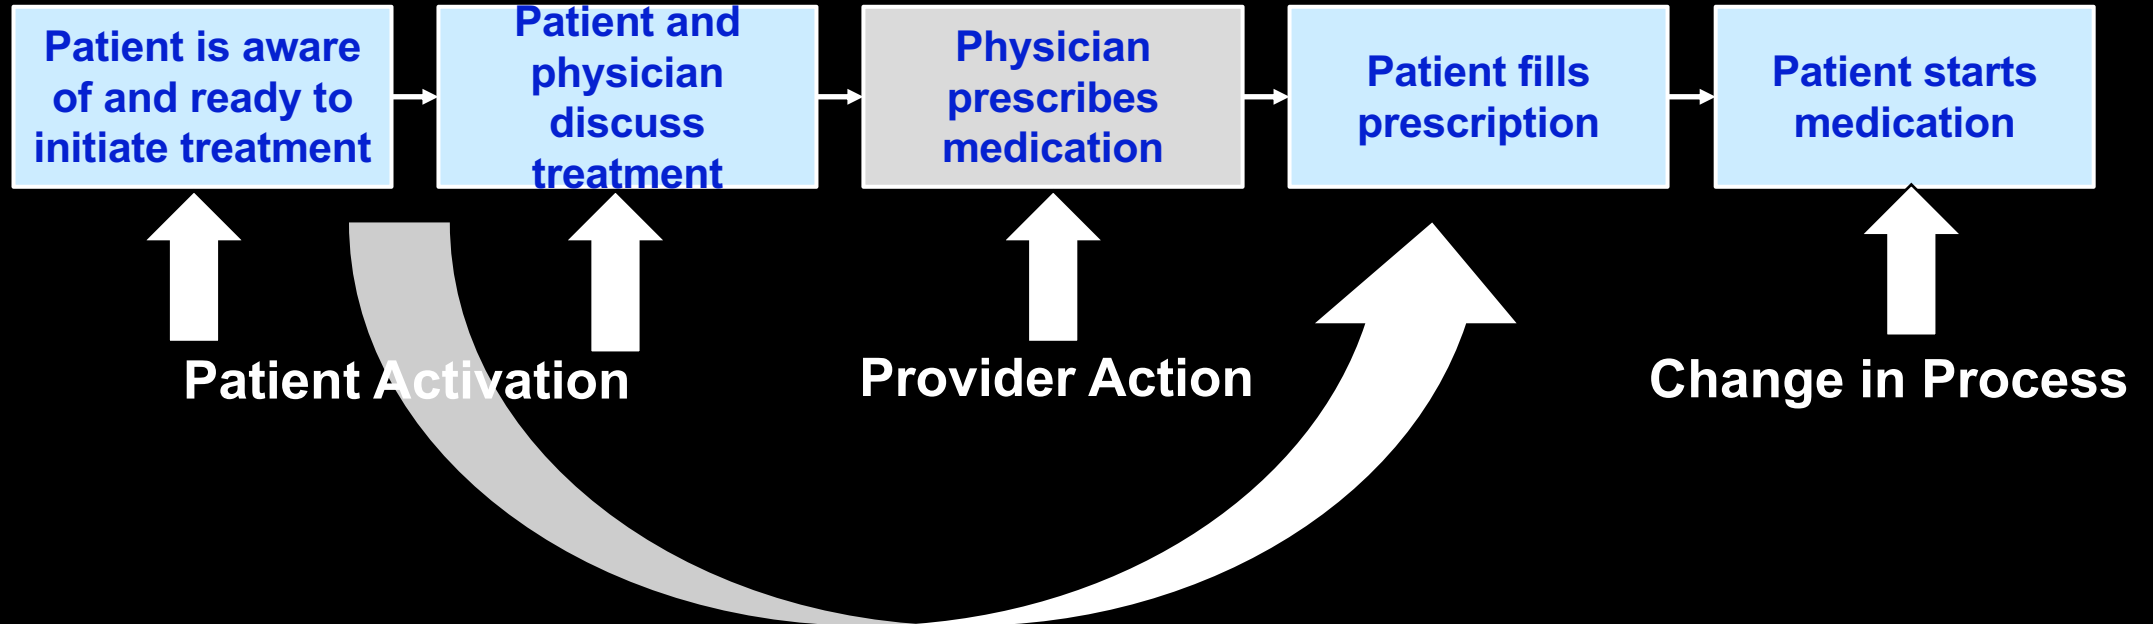 Patient is aware
of and ready to
initiate treatment
Patient and
physician
discuss
treatment
Physician
prescribes
medication
Patient fills
prescription
Patient starts
medication
Patient Activation
Provider Action
Change in Process